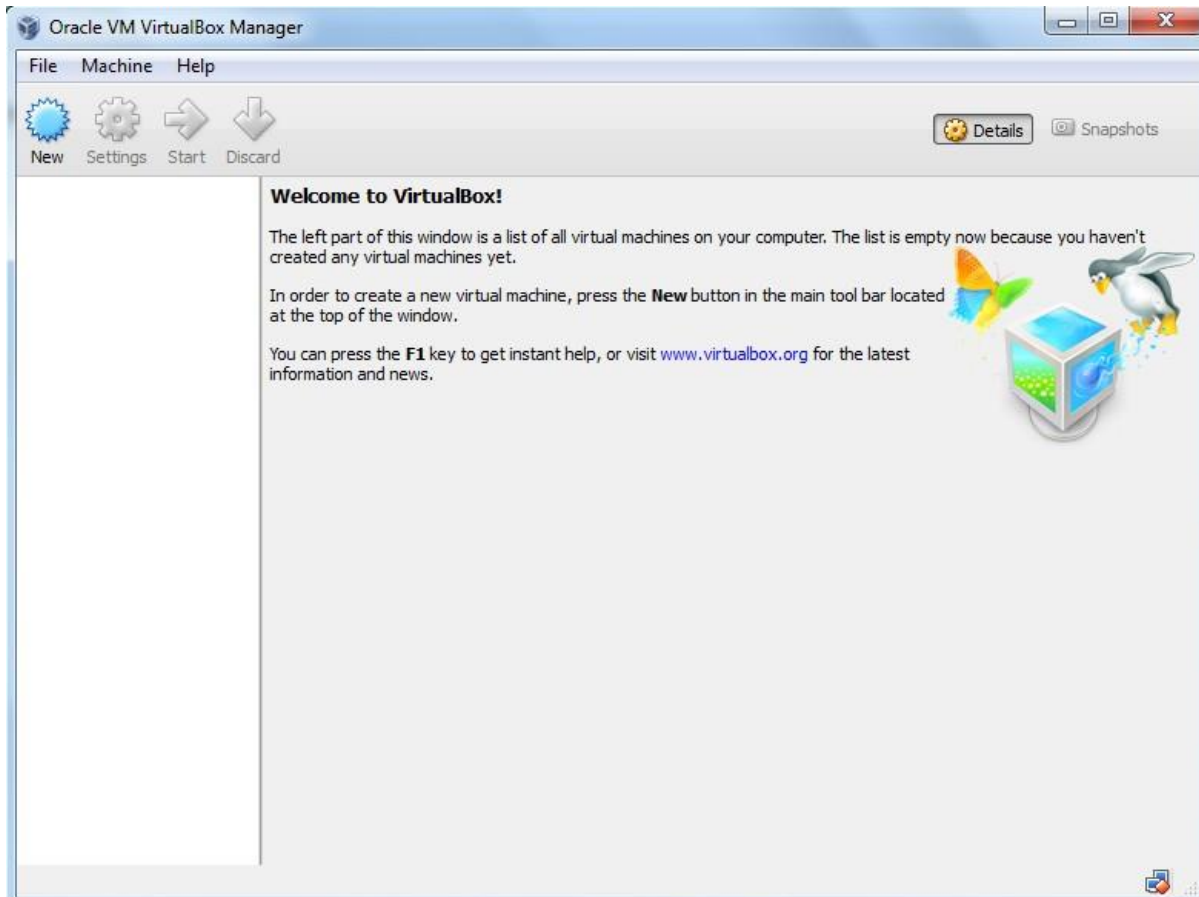 Oracle VM VirtualBox Manager
File Machine Help
New Settings Start Discard
Details Snapshots
Welcome to VirtualBox!
The left part of this window is a list of all virtual machines on your computer. The list is empty now because you haven't
created any virtual machines yet.
In order to create a new virtual machine, press the New button in the main tool bar located
at the top of the window.
You can press the F1 key to get instant help, or visit www.virtualbox.org for the latest
information and news.